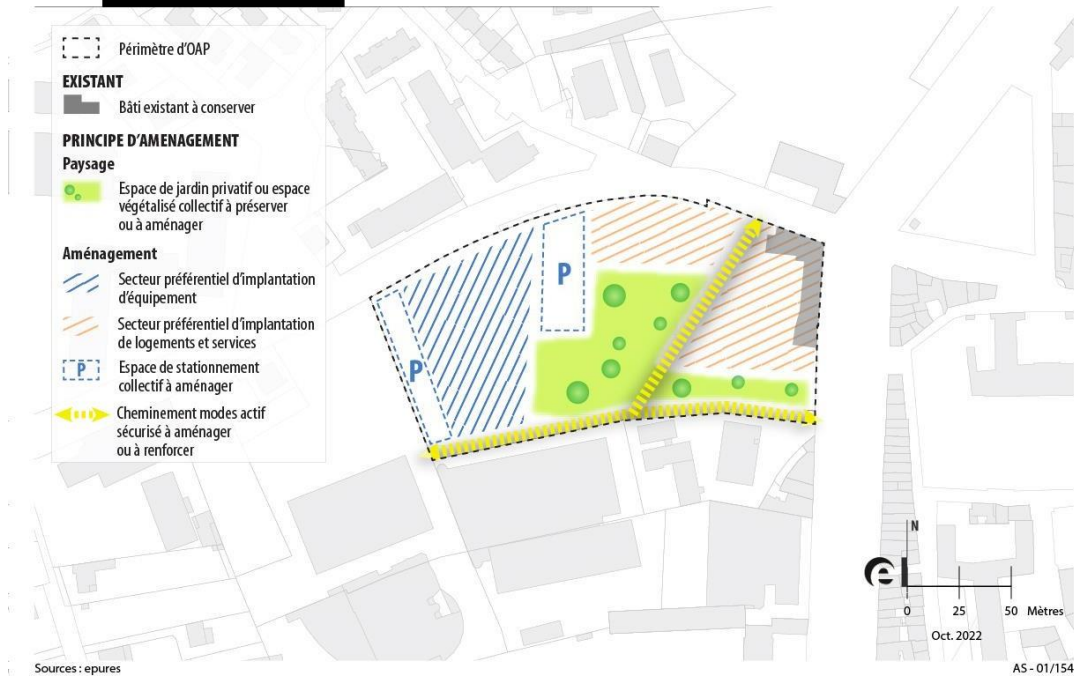 Périmètre d'OAP
EXISTANT
Bâti existant à conserver
PRINCIPE D'AMENAGEMENT
Paysage
Espace de jardin privatif ou espace
végétalisé collectif à préserver
ou à aménager
Aménagement
Secteur préférentiel d'implantation
d'équipement
Secteur préférentiel d'implantation
de logements et services
P
Espace de stationnement
collectif à aménager
Cheminement modes actif
sécurisé à aménager
ou à renforcer
P
P
N
e
0 25 50 Mètres
Oct. 2022
Sources : epures
AS - 01/154